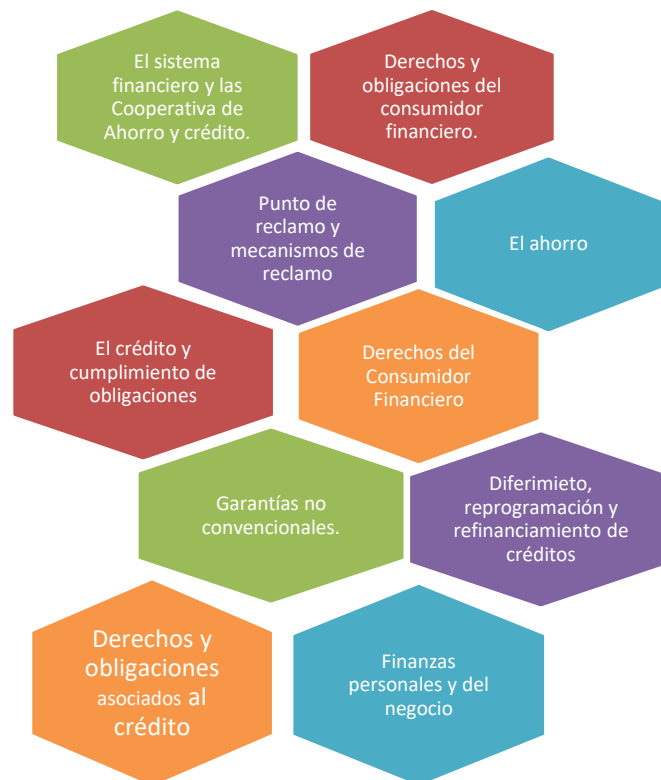 El sistema
financiero y las
Cooperativa de
Ahorro y crédito.
Derechos y
obligaciones del
consumidor
financiero.
Punto de
reclamo y
mecanismos de
reclamo
El ahorro
El crédito y
cumplimiento de
obligaciones
Derechos del
Consumidor
Financiero
Garantías no
convencionales.
Diferimieto,
reprogramación y
refinanciamiento de
créditos
Derechos y
obligaciones
asociados al
crédito
Finanzas
personales y del
negocio